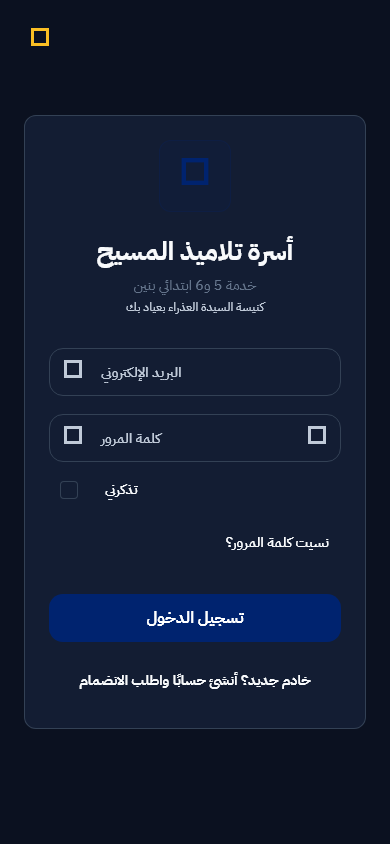 أسرة تلاميذ المسيح
خدمة 5 و6 ابتدائي بنين
كنيسة السيدة العذراء بعياد بك
البريد الإلكتروني
كلمة المرور
تذكرني
نسيت كلمة المرور؟
تسجيل الدخول
خادم جديد؟ أنشئ حسابًا واطلب الانضمام